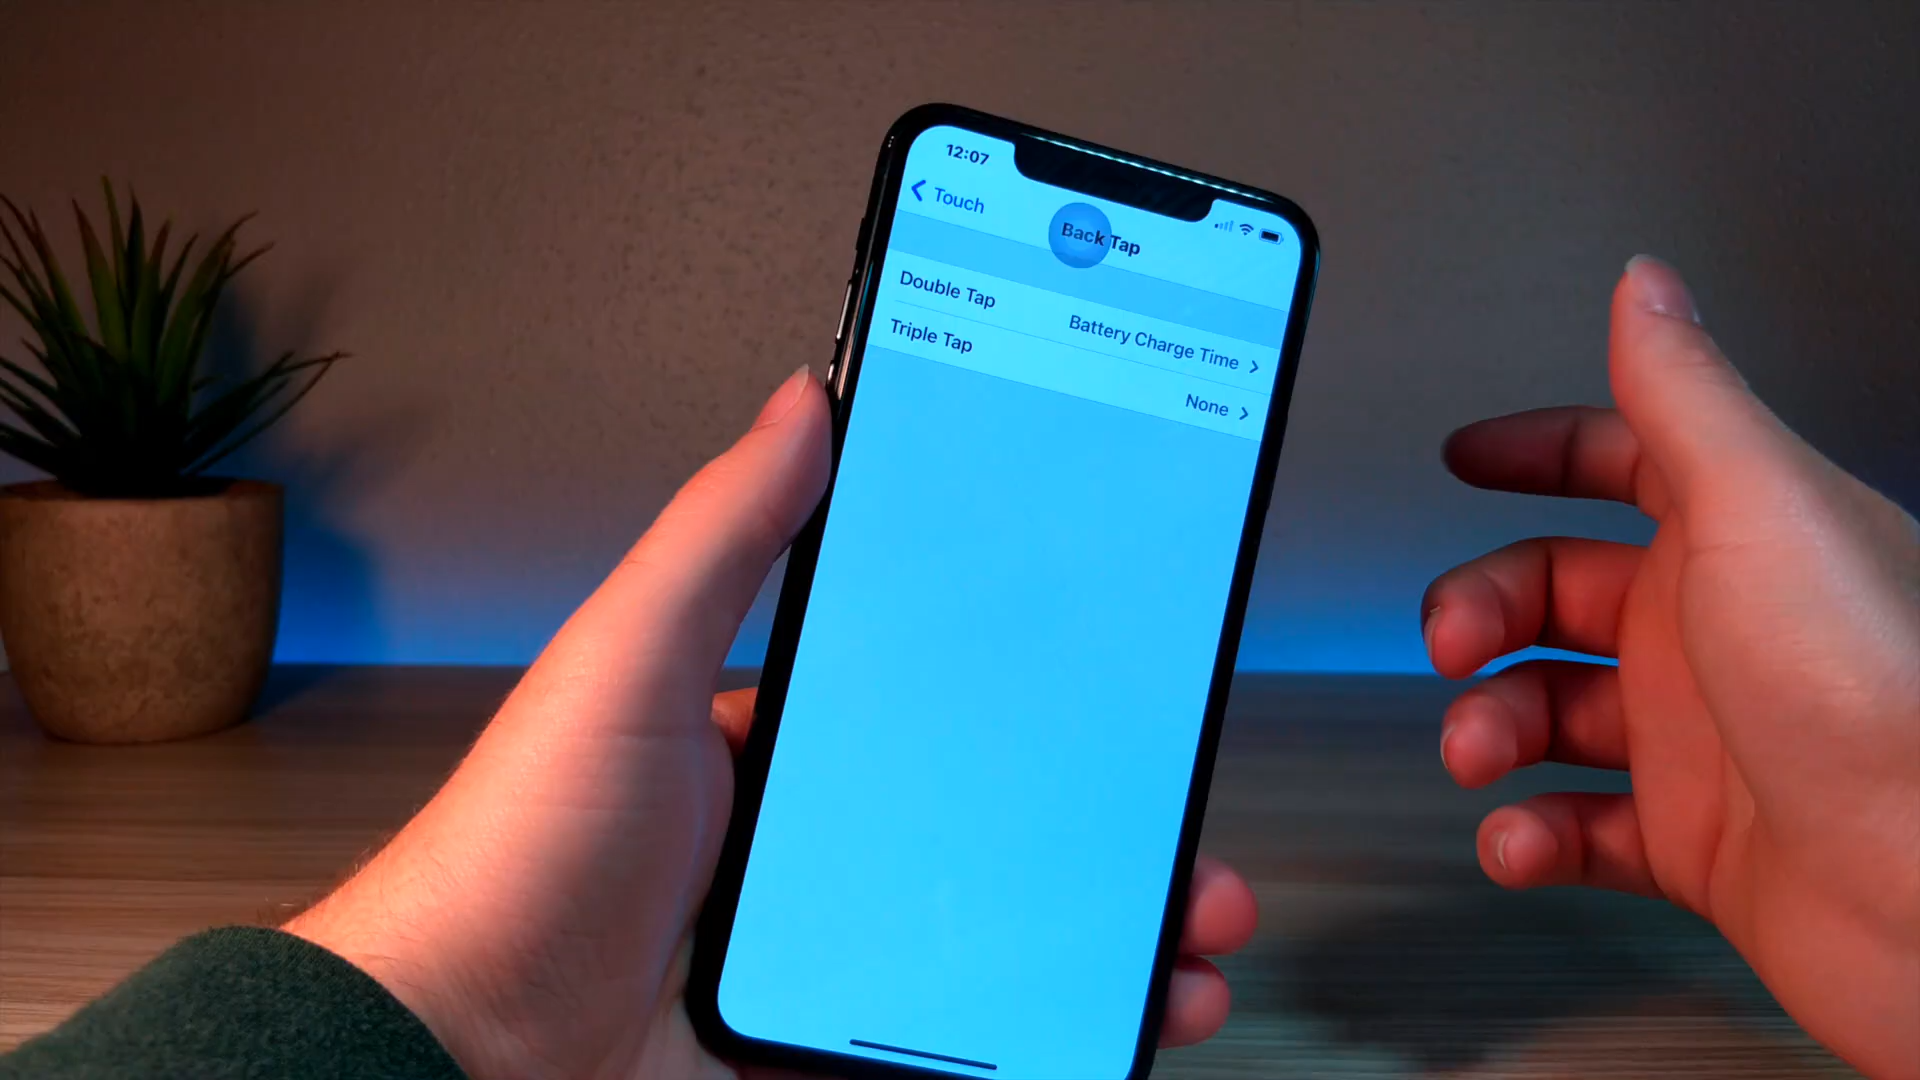 12:07
Touch
Back Tap
Double Tap
Battery Charge Time
Triple Tap
None